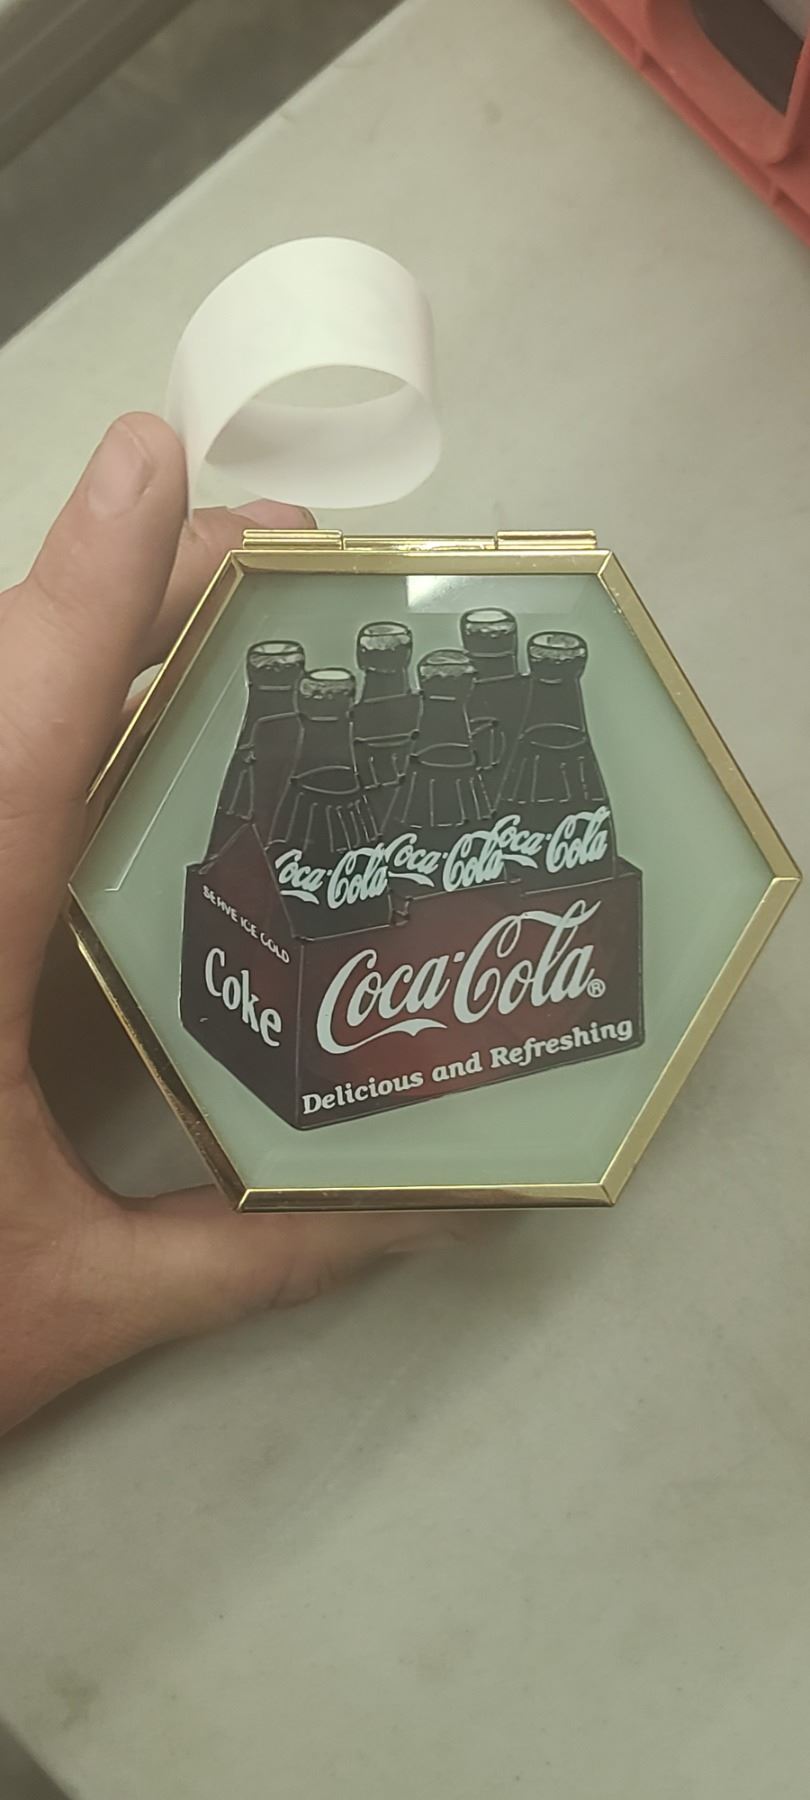 Coca-Cola Coca-Cola Coca-Cola
SERVE ICE COLD
Coke
Coca-Cola®
Delicious and Refreshing